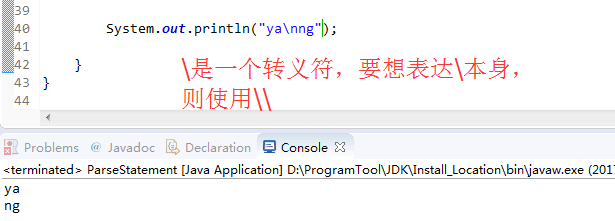 39
40 System.out.println("ya\nng");
41
42 }
43 }
44
\是一个转义符，要想表达\本身，
则使用\\
Problems @ Javadoc Declaration Console
<terminated> ParseStatement [Java Application] D:\ProgramTool\JDK\Install_Location\bin\javaw.exe (201
ya
ng